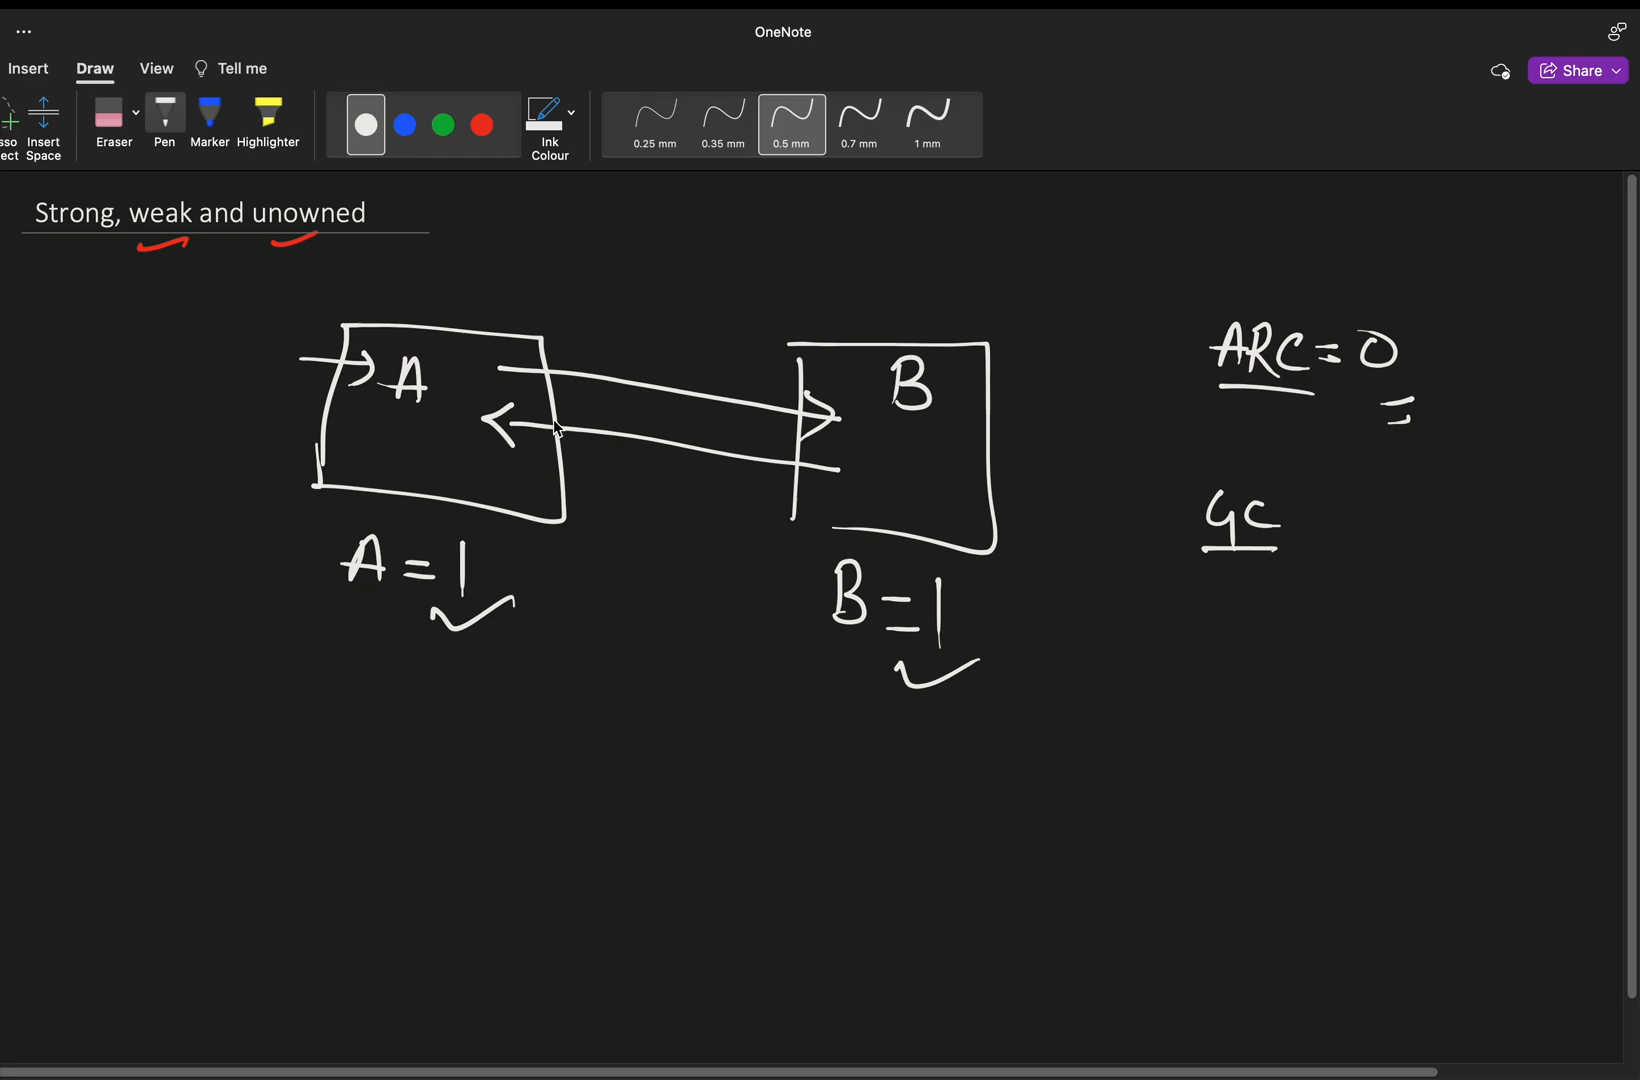 ...
OneNote
Insert Draw View Tell me
Share
sso
ect
Insert
Space
Eraser
Pen
Marker
Highlighter
Ink
Colour
0.25 mm
0.35 mm
0.5 mm
0.7 mm
1 mm
Strong, weak and unowned
A
B
ARC = 0
=
GC
A = 1
B = 1